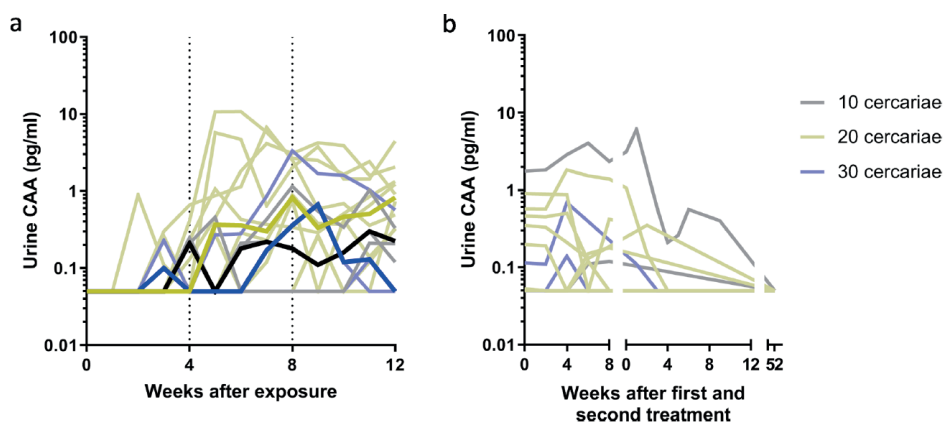 a
100
10
1
0.1
0.01
Urine CAA (pg/ml)
0 4 8 12
Weeks after exposure
b
100
10
1
0.1
0.01
Urine CAA (pg/ml)
0 4 8 0 4 8 12 52
Weeks after first and
second treatment
10 cercariae
20 cercariae
30 cercariae